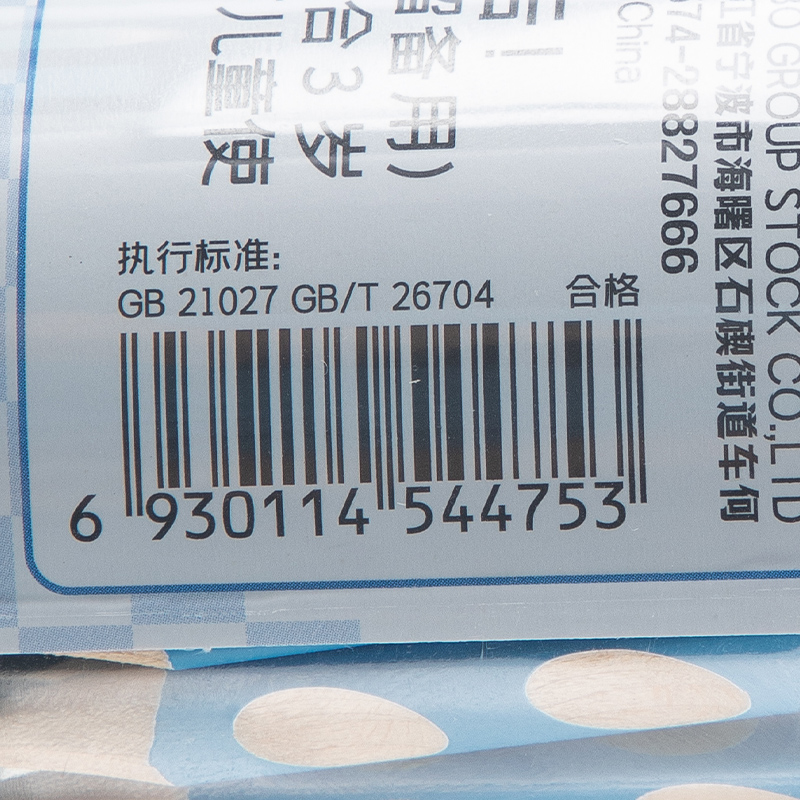 后！
留备用）
合3岁
儿童使
执行标准：
GB 21027 GB/T 26704
合格
6 930114 544753
GROUP STOCK CO.,LTD
江省宁波市海曙区石碶街道车何
574-28827666
China